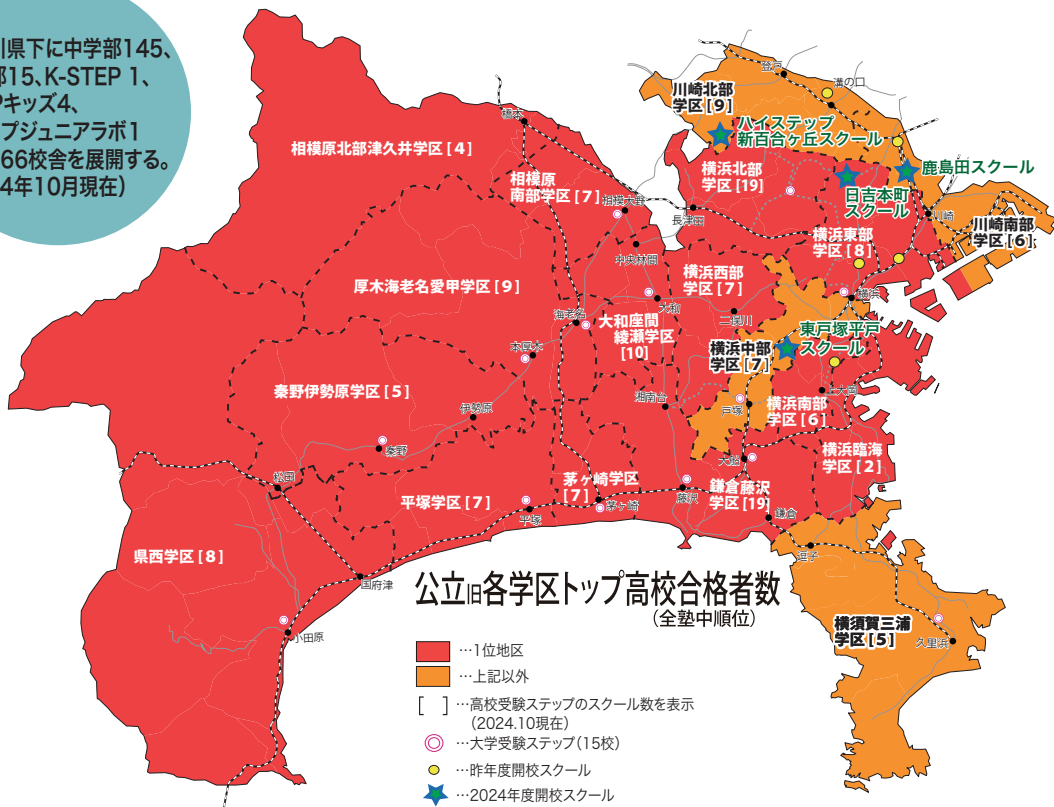 川県下に中学部145、
部15、K-STEP 1、
キッズ4、
プジュニアラボ1
66校舎を展開する。
4年10月現在）
登戸
溝の口
川崎北部
学区[9]
ハイステップ
新百合ヶ丘スクール
橋本
相模原北部津久井学区[4]
横浜北部
学区[19]
鹿島田スクール
相模原
南部学区[7]
相模大野
日吉本町
スクール
長津田
川崎
川崎南部
学区[6]
横浜東部
学区[8]
中央林間
横浜西部
学区[7]
厚木海老名愛甲学区[9]
横浜
大和
海老名
二俣川
大和座間
綾瀬学区
[10]
東戸塚平戸
スクール
本厚木
横浜中部
学区[7]
秦野伊勢原学区[5]
上大岡
湘南台
伊勢原
戸塚
横浜南部
学区[6]
秦野
横浜臨海
学区[2]
大船
松田
茅ヶ崎学区
[7]
鎌倉藤沢
学区[19]
平塚学区[7]
藤沢
茅ヶ崎
平塚
鎌倉
県西学区[8]
逗子
国府津
公立旧各学区トップ高校合格者数
（全塾中順位）
横須賀三浦
学区[5]
久里浜
小田原
…1位地区
…上記以外
[ ]…高校受験ステップのスクール数を表示
（2024.10現在）
…大学受験ステップ（15校）
…昨年度開校スクール
…2024年度開校スクール